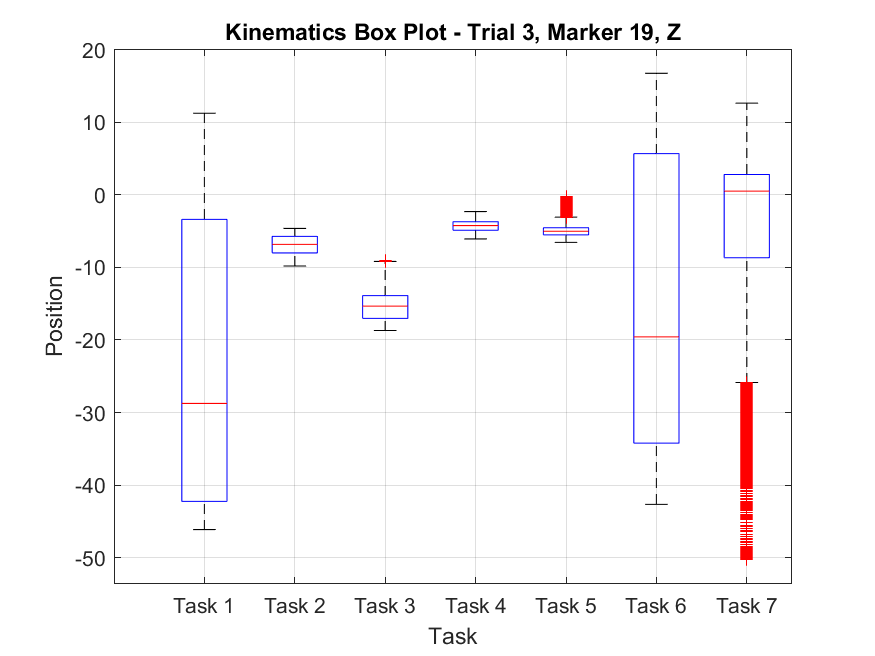 Kinematics Box Plot - Trial 3, Marker 19, Z
20
10
0
-10
-20
-30
-40
-50
Position
Task 1 Task 2 Task 3 Task 4 Task 5 Task 6 Task 7
Task